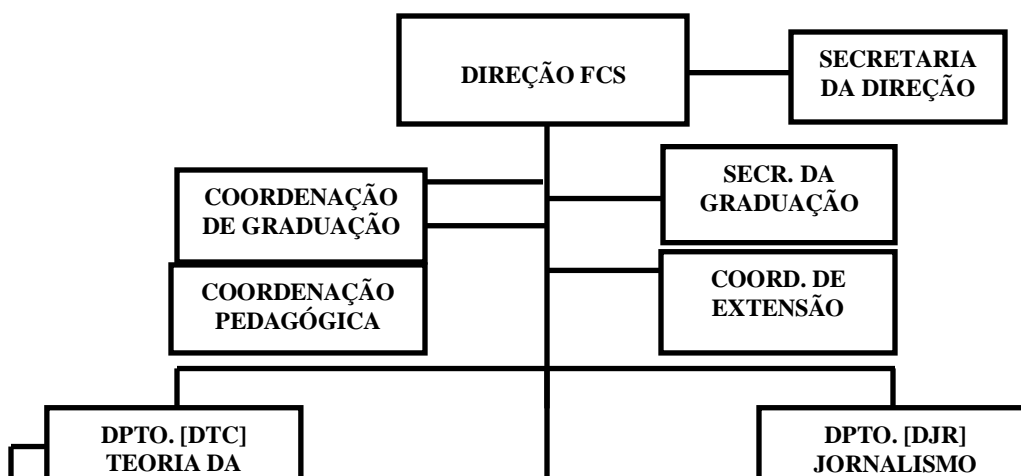 DIREÇÃO FCS
SECRETARIA
DA DIREÇÃO
COORDENAÇÃO
DE GRADUAÇÃO
SECR. DA
GRADUAÇÃO
COORDENAÇÃO
PEDAGÓGICA
COORD. DE
EXTENSÃO
DPTO. [DTC]
TEORIA DA
DPTO. [DJR]
JORNALISMO